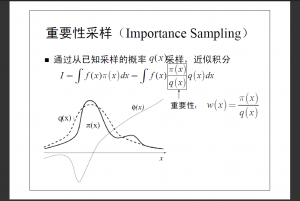 重要性采样（Importance Sampling）
■ 通过从已知采样的概率 q(x) 采样，近似积分
I = ∫ f(x)π(x)dx = ∫ f(x) π(x)/q(x) q(x)dx
重要性： w(x) = π(x)/q(x)
q(x)
π(x)
x